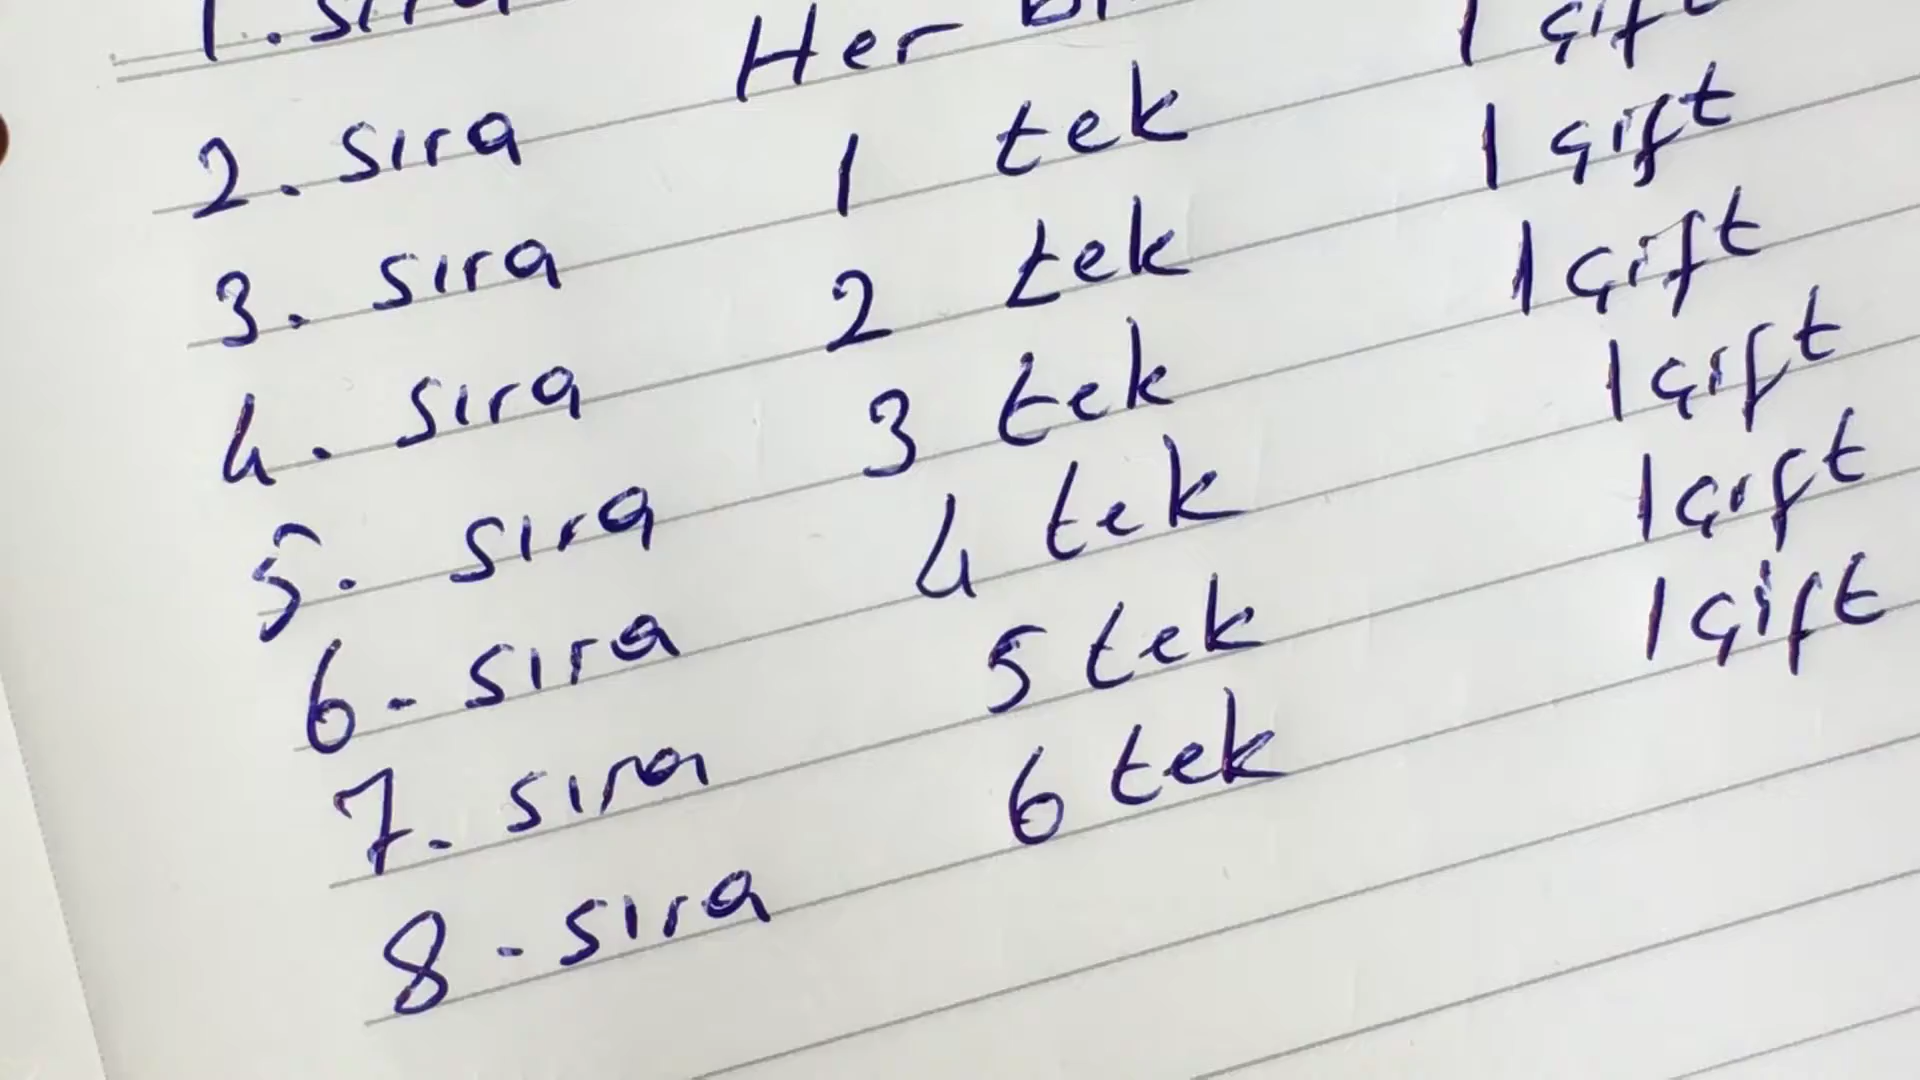 1. sıra
2. sıra Her
3. sıra 1 tek 1 çift
4. sıra 2 tek 1 çift
5. sıra 3 tek 1 çift
6. sıra 4 tek 1 çift
7. sıra 5 tek 1 çift
8. sıra 6 tek 1 çift